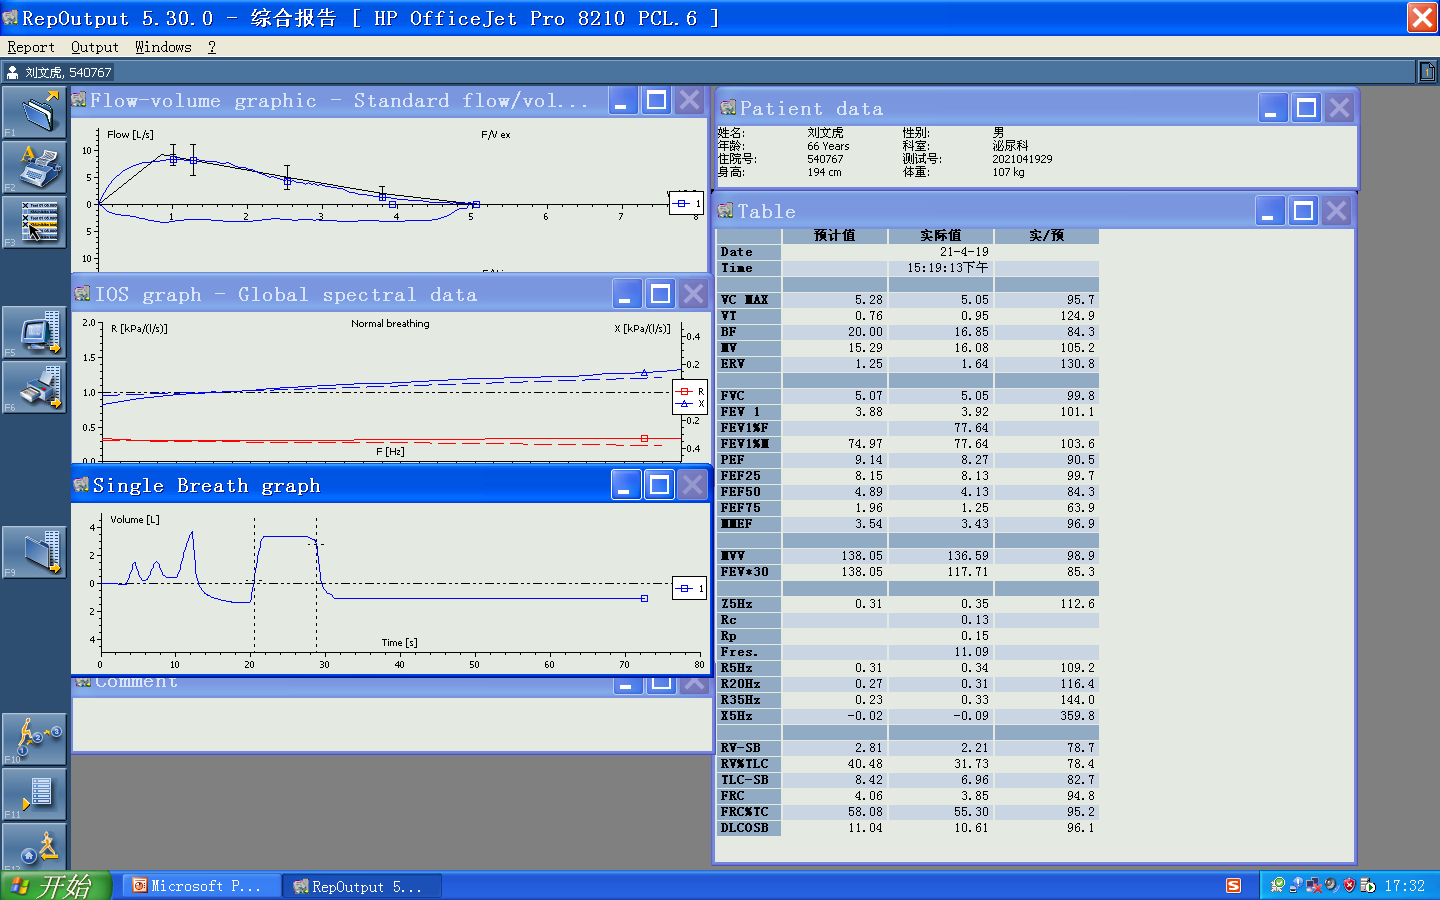 RepOutput 5.30.0 - 综合报告 [ HP OfficeJet Pro 8210 PCL.6 ]
Report Output Windows ?
刘文虎, 540767
F1
F2
F3
F5
F6
F9
F10
F11
Flow-volume graphic - Standard flow/vol...
Flow [L/s]
F/V ex
10
5
0
5
10
1 2 3 4 5 6 7 8
1
IOS graph - Global spectral data
R [kPa/(l/s)]
Normal breathing
X [kPa/(l/s)]
2.0
1.5
1.0
0.5
0.0
0.4
0.2
0.2
0.4
R
X
F [Hz]
Single Breath graph
Volume [L]
4
2
0
2
4
1
Time [s]
0 10 20 30 40 50 60 70 80
Comment
Patient data
姓名: 刘文虎 性别: 男
年龄: 66 Years 科室: 泌尿科
住院号: 540767 测试号: 2021041929
身高: 194 cm 体重: 107 kg
Table
预计值 实际值 实/预
Date 21-4-19
Time 15:19:13下午
VC MAX 5.28 5.05 95.7
VT 0.76 0.95 124.9
BF 20.00 16.85 84.3
MV 15.29 16.08 105.2
ERV 1.25 1.64 130.8
FVC 5.07 5.05 99.8
FEV 1 3.88 3.92 101.1
FEV1%F 77.64
FEV1%M 74.97 77.64 103.6
PEF 9.14 8.27 90.5
FEF25 8.15 8.13 99.7
FEF50 4.89 4.13 84.3
FEF75 1.96 1.25 63.9
MMEF 3.54 3.43 96.9
MVV 138.05 136.59 98.9
FEV*30 138.05 117.71 85.3
Z5Hz 0.31 0.35 112.6
Rc 0.13
Rp 0.15
Fres. 11.09
R5Hz 0.31 0.34 109.2
R20Hz 0.27 0.31 116.4
R35Hz 0.23 0.33 144.0
X5Hz -0.02 -0.09 359.8
RV-SB 2.81 2.21 78.7
RV%TLC 40.48 31.73 78.4
TLC-SB 8.42 6.96 82.7
FRC 4.06 3.85 94.8
FRC%TC 58.08 55.30 95.2
DLCOSB 11.04 10.61 96.1
开始
Microsoft P...
RepOutput 5...
17:32